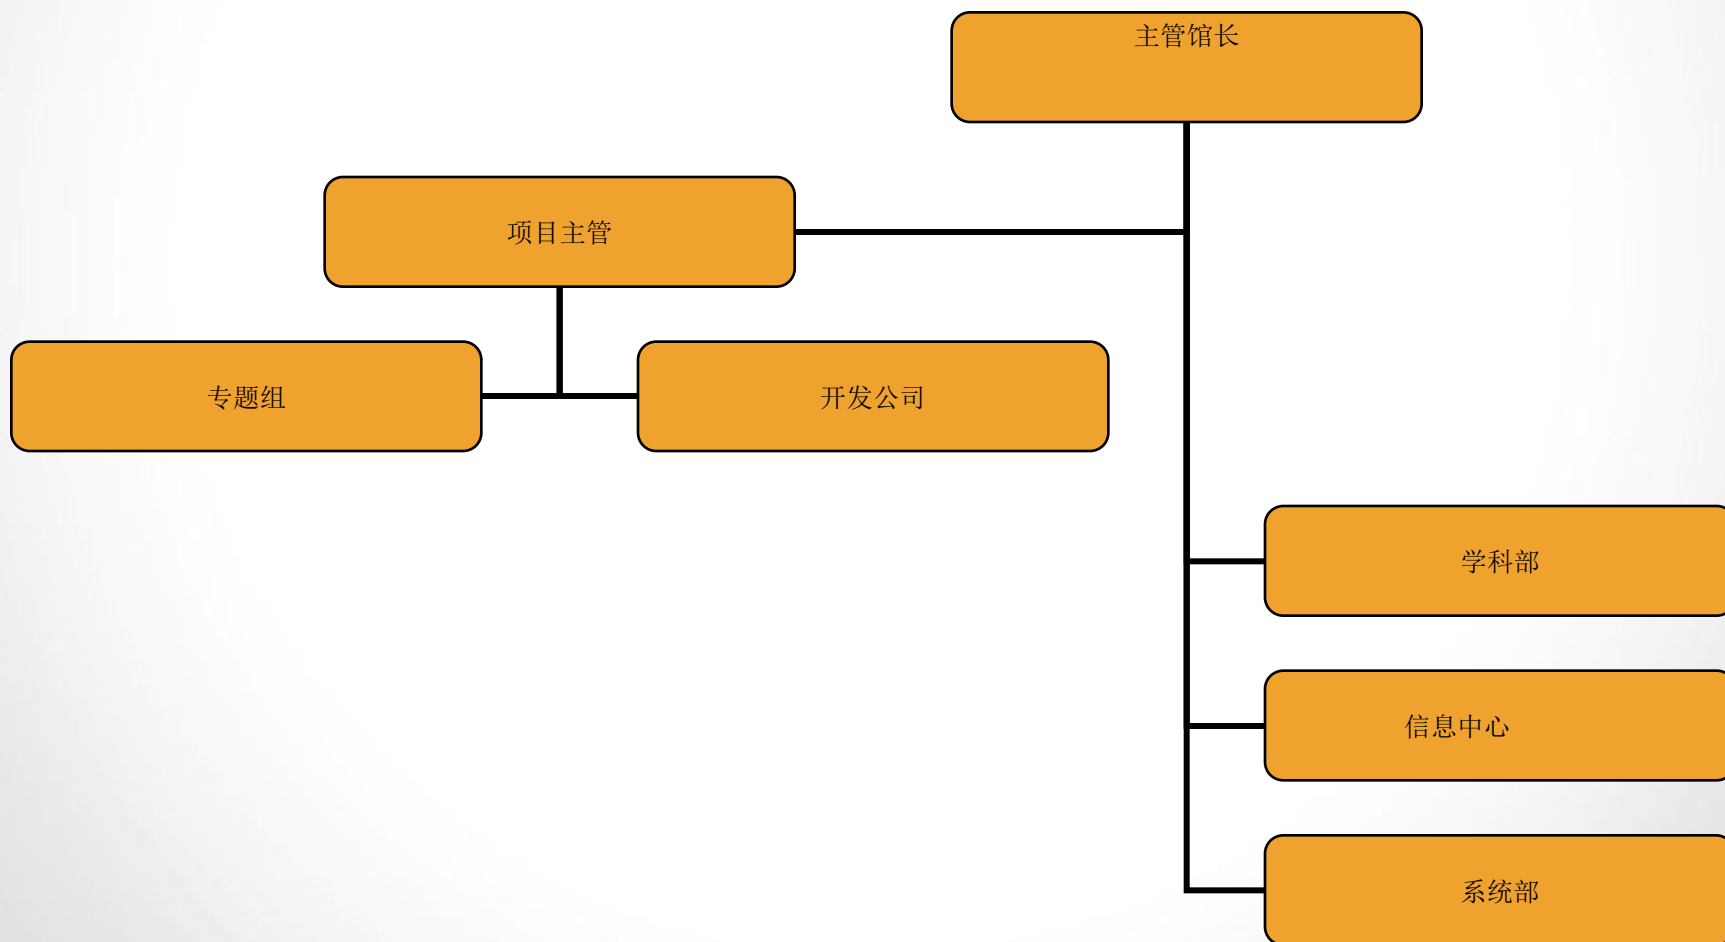 主管馆长
项目主管
专题组
开发公司
学科部
信息中心
系统部